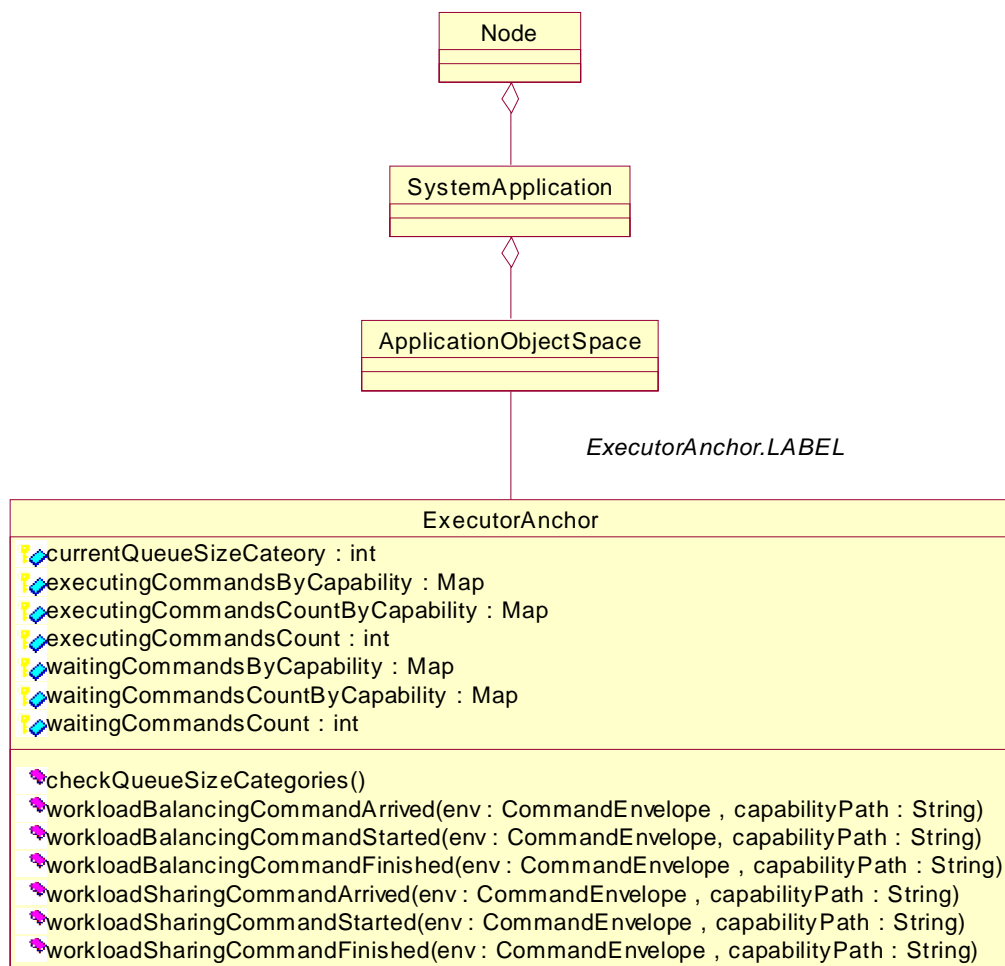 Node
SystemApplication
ApplicationObjectSpace
ExecutorAnchor.LABEL
ExecutorAnchor
currentQueueSizeCateory : int
executingCommandsByCapability : Map
executingCommandsCountByCapability : Map
executingCommandsCount : int
waitingCommandsByCapability : Map
waitingCommandsCountByCapability : Map
waitingCommandsCount : int
checkQueueSizeCategories()
workloadBalancingCommandArrived(env : CommandEnvelope , capabilityPath : String)
workloadBalancingCommandStarted(env : CommandEnvelope, capabilityPath : String)
workloadBalancingCommandFinished(env : CommandEnvelope , capabilityPath : String)
workloadSharingCommandArrived(env : CommandEnvelope , capabilityPath : String)
workloadSharingCommandStarted(env : CommandEnvelope , capabilityPath : String)
workloadSharingCommandFinished(env : CommandEnvelope , capabilityPath : String)